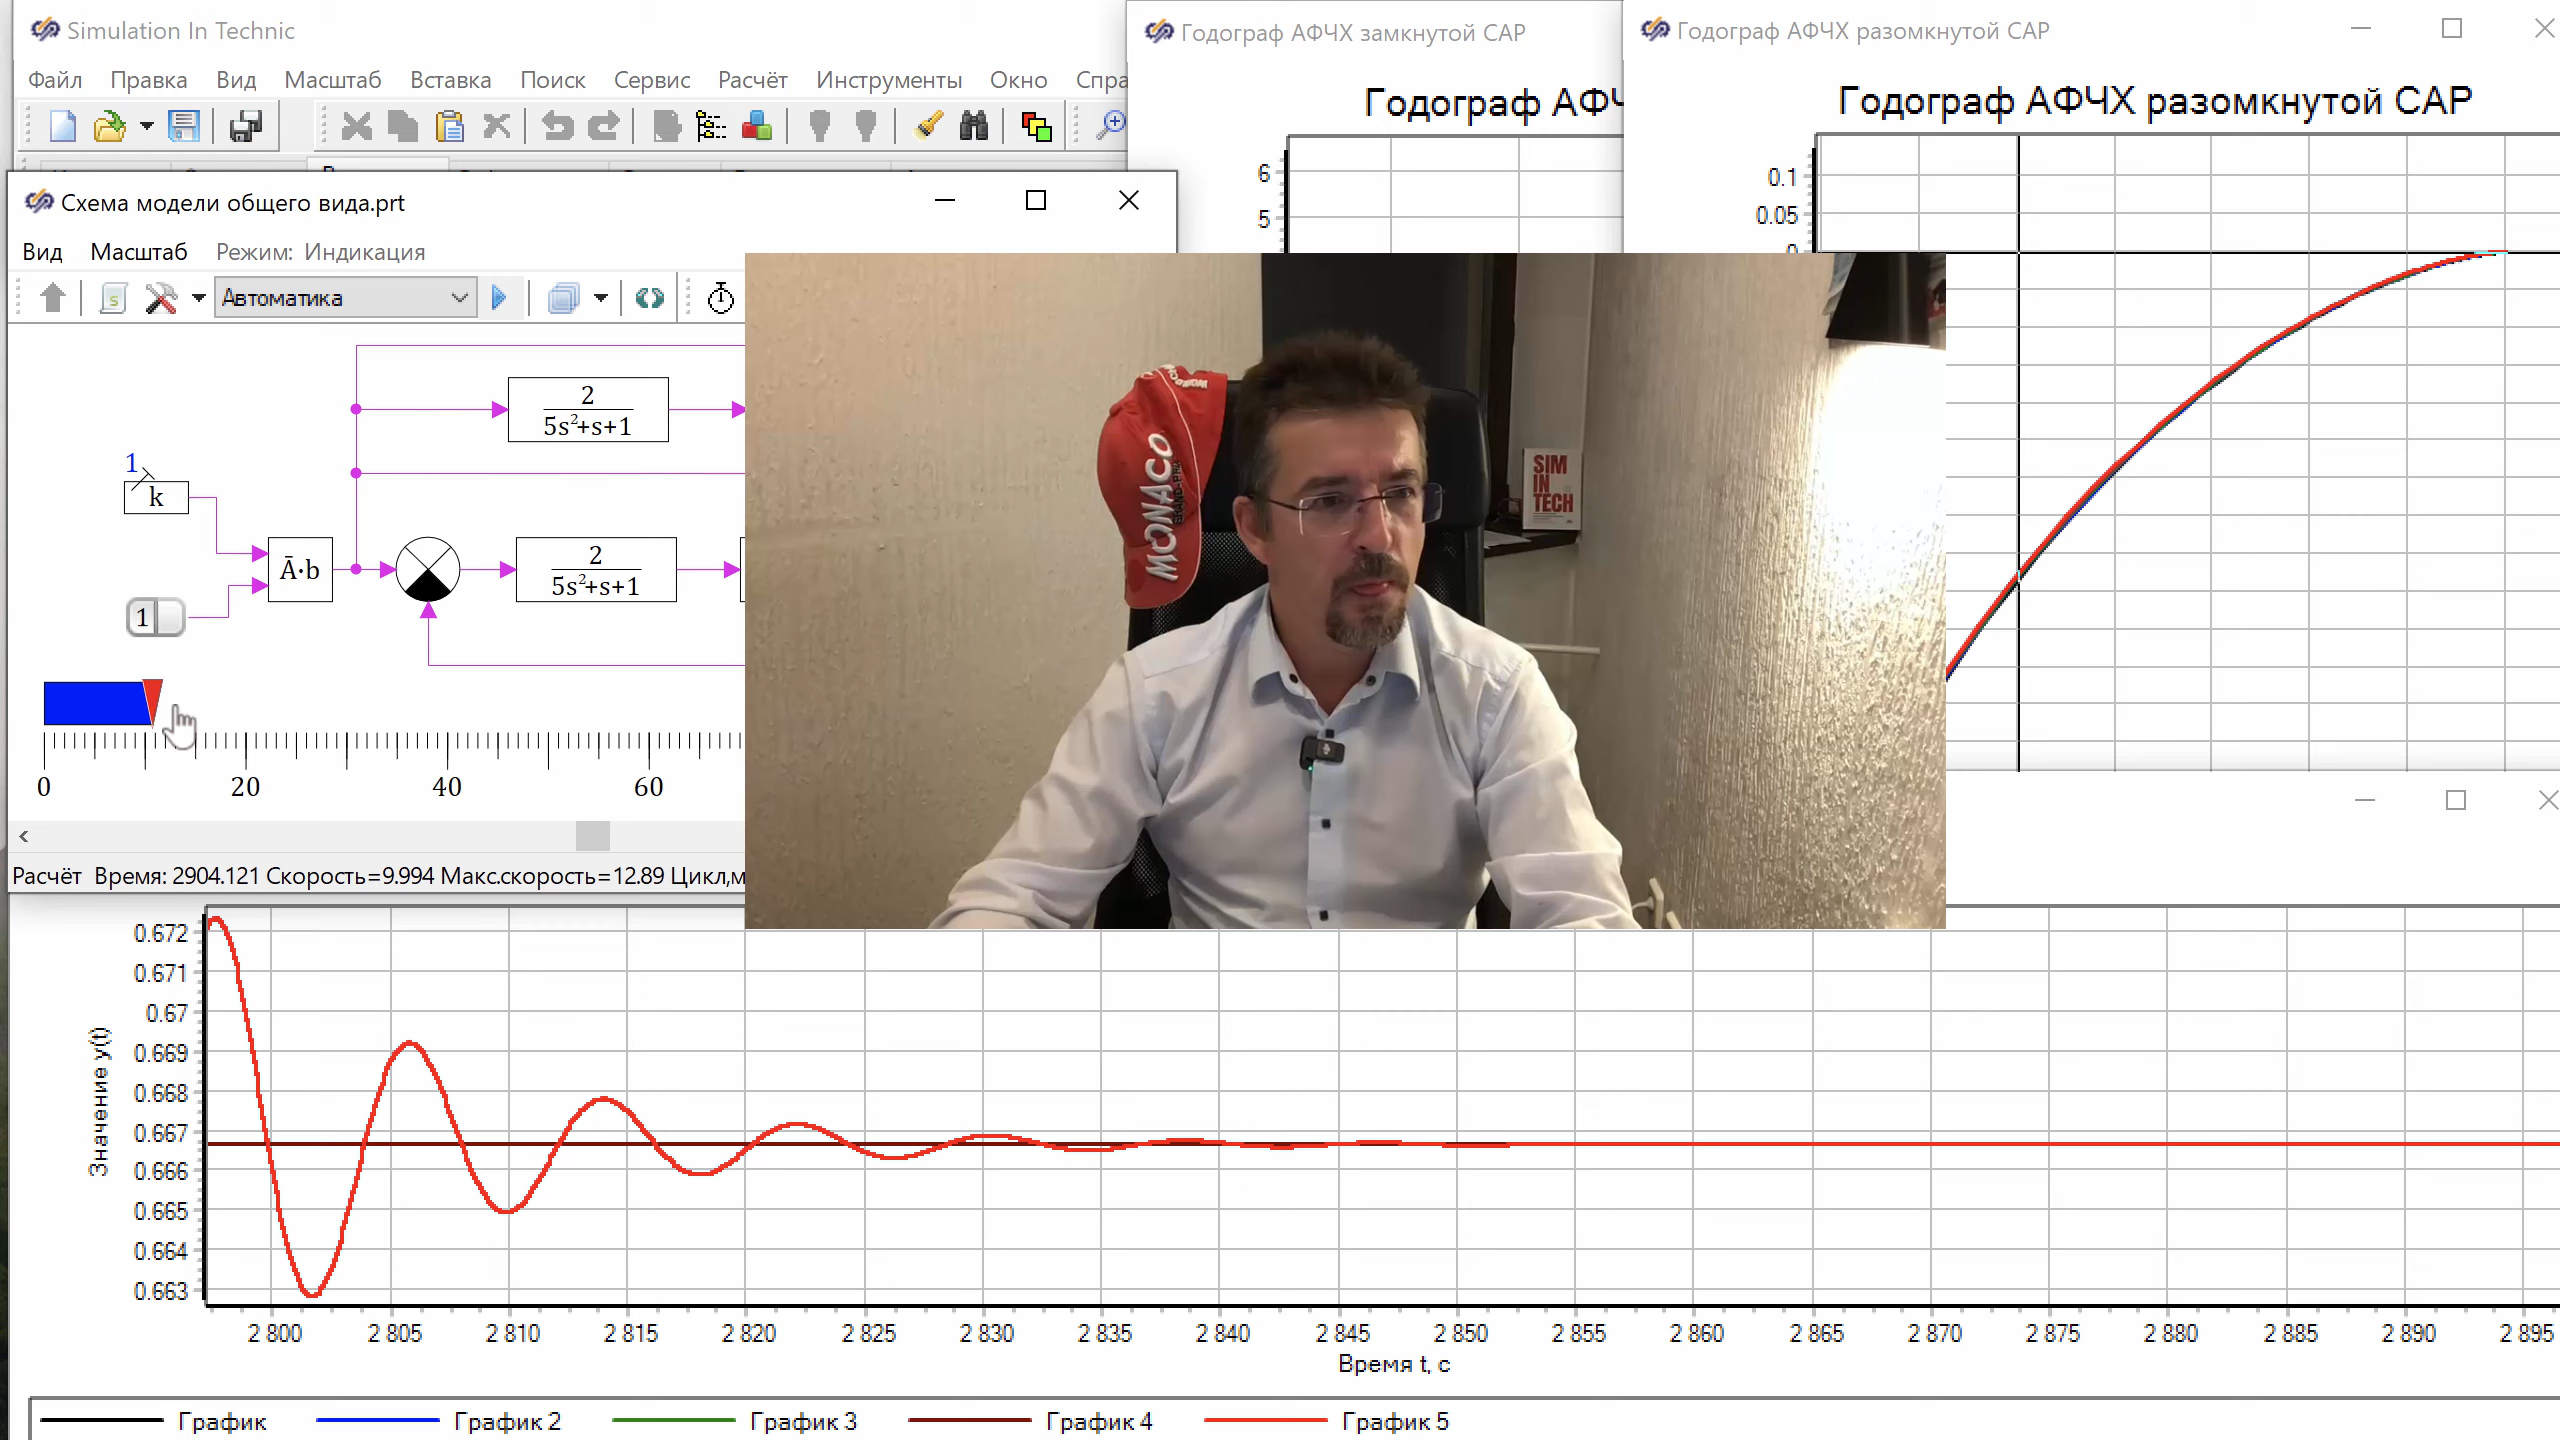 Simulation In Technic
Файл Правка Вид Масштаб Вставка Поиск Сервис Расчёт Инструменты Окно Спра
Годограф АФЧХ замкнутой САР
Годограф АФЧ
6
5
Годограф АФЧХ разомкнутой САР
Годограф АФЧХ разомкнутой САР
0.1
0.05
0
Схема модели общего вида.prt
Вид Масштаб Режим: Индикация
Автоматика
2
5s²+s+1
1
k
Ā·b
2
5s²+s+1
1
0 20 40 60
Расчёт Время: 2904.121 Скорость=9.994 Макс.скорость=12.89 Цикл,м
MONACO
SIM
IN
TECH
Значение y(t)
0.672
0.671
0.67
0.669
0.668
0.667
0.666
0.665
0.664
0.663
2 800 2 805 2 810 2 815 2 820 2 825 2 830 2 835 2 840 2 845 2 850 2 855 2 860 2 865 2 870 2 875 2 880 2 885 2 890 2 895
Время t, с
График График 2 График 3 График 4 График 5